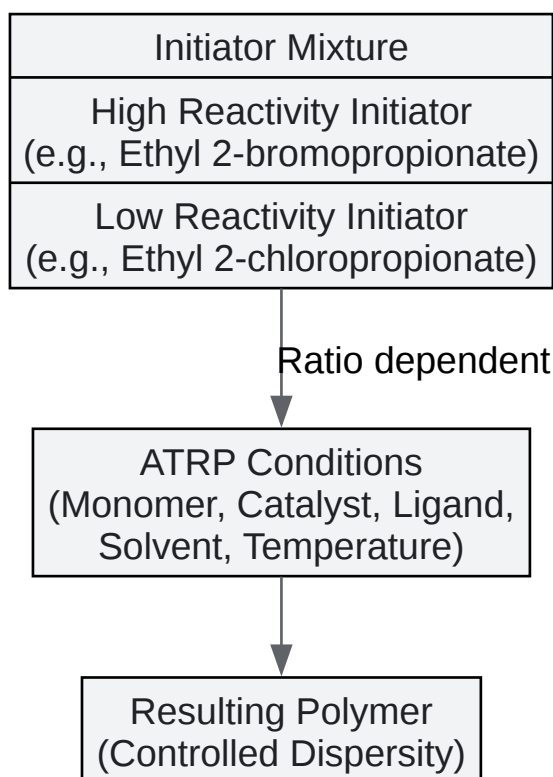 Initiator Mixture
High Reactivity Initiator
(e.g., Ethyl 2-bromopropionate)
Low Reactivity Initiator
(e.g., Ethyl 2-chloropropionate)
Ratio dependent
ATRP Conditions
(Monomer, Catalyst, Ligand,
Solvent, Temperature)
Resulting Polymer
(Controlled Dispersity)